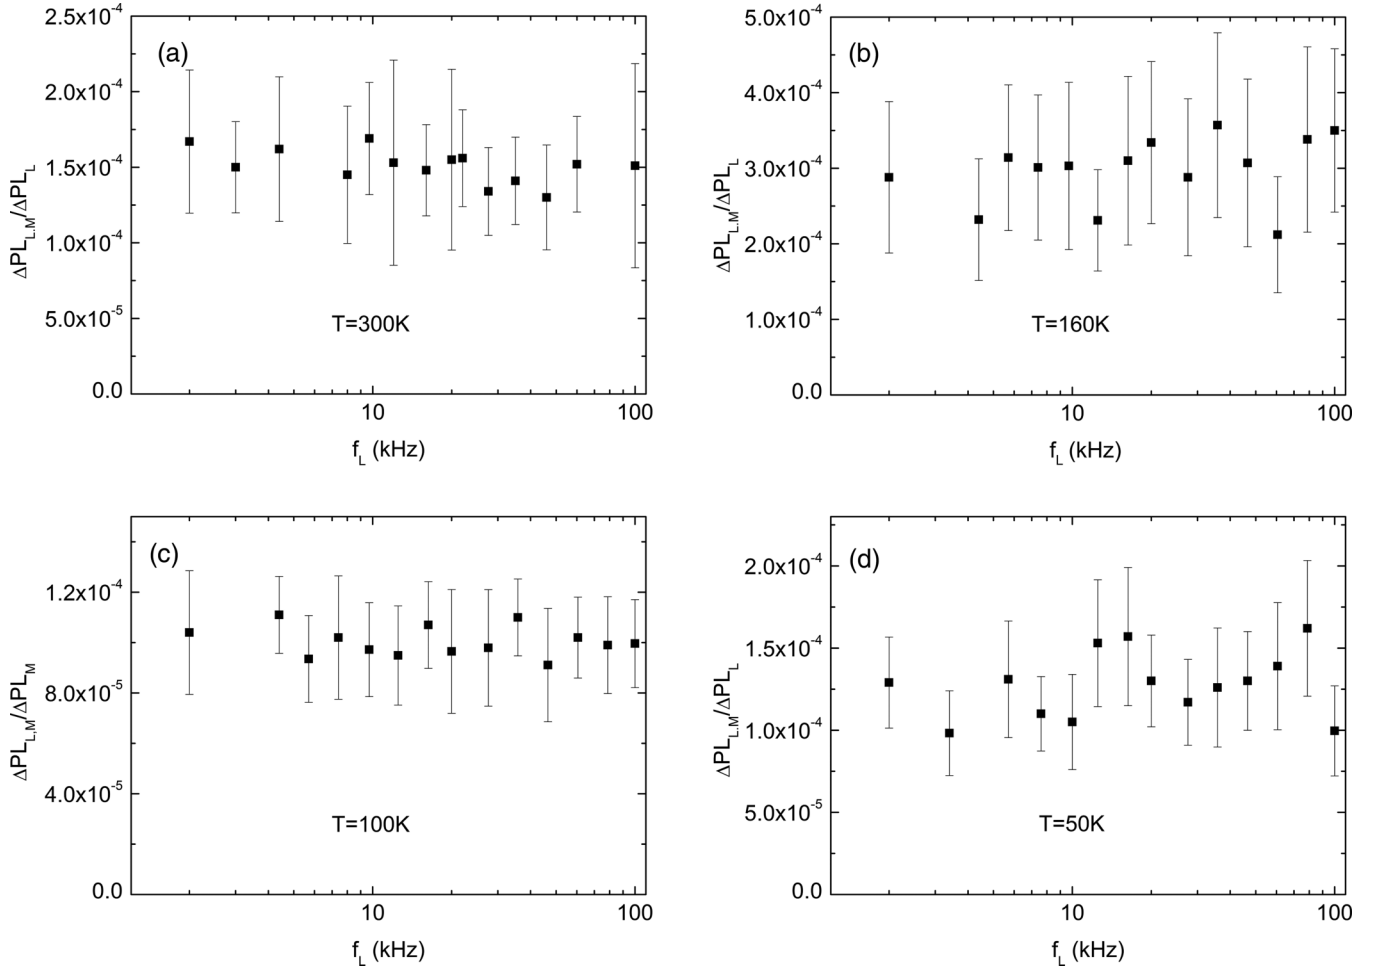 (a)
2.5x10⁻⁴
2.0x10⁻⁴
1.5x10⁻⁴
1.0x10⁻⁴
5.0x10⁻⁵
0.0
ΔPL_L.M/ΔPL_L
T=300K
10 100
f_L (kHz)
(b)
5.0x10⁻⁴
4.0x10⁻⁴
3.0x10⁻⁴
2.0x10⁻⁴
1.0x10⁻⁴
0.0
ΔPL_L.M/ΔPL_L
T=160K
10 100
f_L (kHz)
(c)
1.2x10⁻⁴
8.0x10⁻⁵
4.0x10⁻⁵
0.0
ΔPL_L,M/ΔPL_M
T=100K
10 100
f_L (kHz)
(d)
2.0x10⁻⁴
1.5x10⁻⁴
1.0x10⁻⁴
5.0x10⁻⁵
0.0
ΔPL_L.M/ΔPL_L
T=50K
10 100
f_L (kHz)